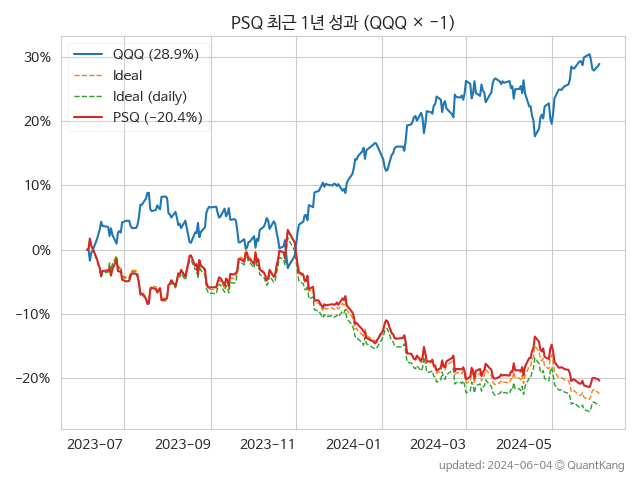 PSQ 최근 1년 성과 (QQQ × −1)
QQQ (28.9%)
Ideal
Ideal (daily)
PSQ (−20.4%)
30%
20%
10%
0%
−10%
−20%
2023-07 2023-09 2023-11 2024-01 2024-03 2024-05
updated: 2024-06-04 © QuantKang